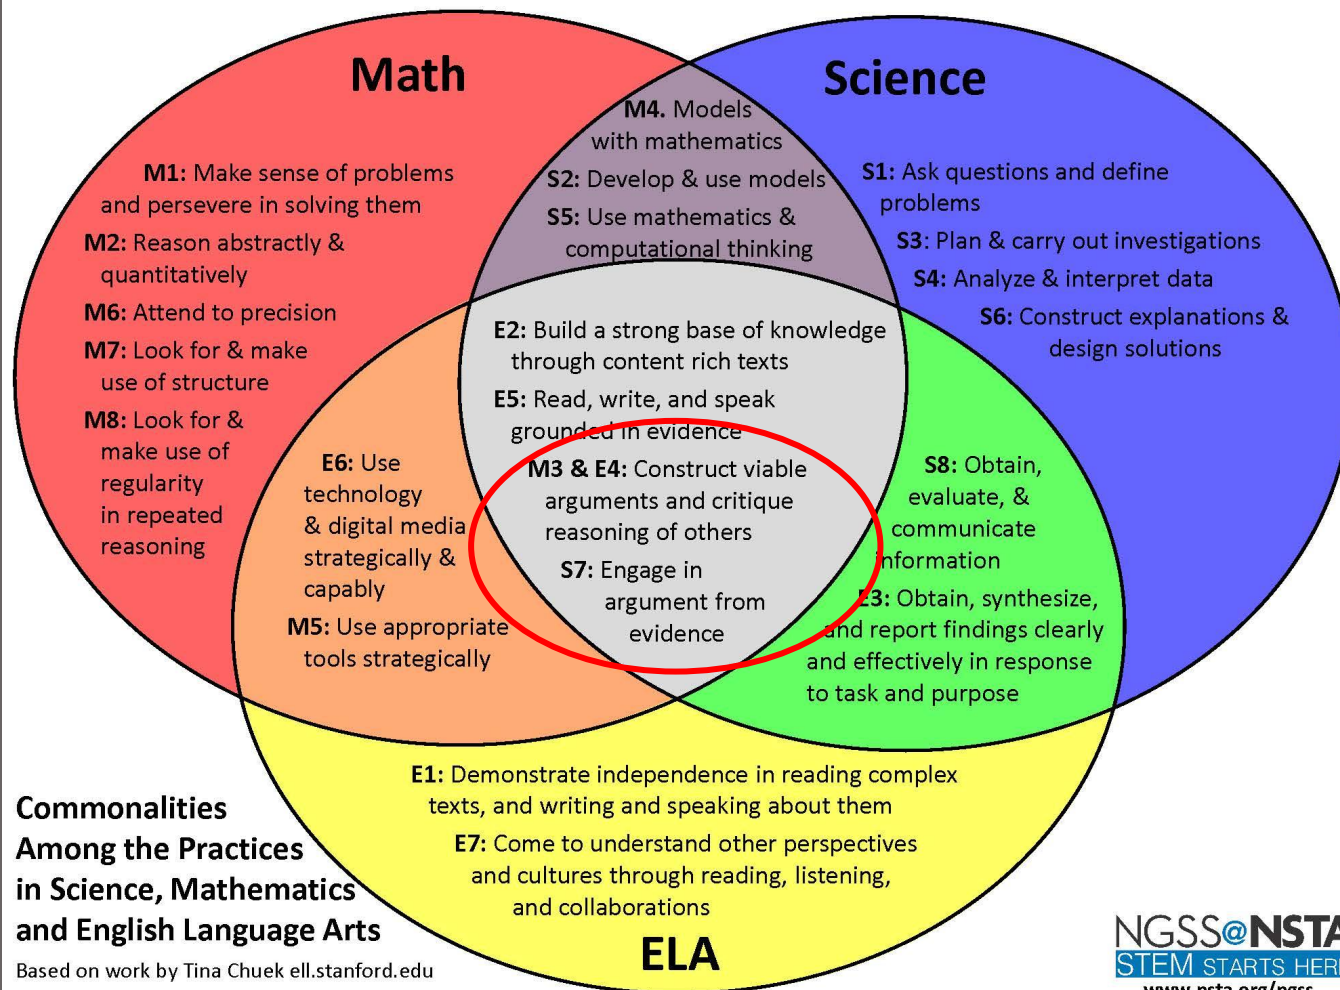 Math
Science
M4. Models
with mathematics
S2: Develop & use models
S5: Use mathematics &
computational thinking
M1: Make sense of problems
and persevere in solving them
M2: Reason abstractly &
quantitatively
M6: Attend to precision
M7: Look for & make
use of structure
M8: Look for &
make use of
regularity
in repeated
reasoning
S1: Ask questions and define
problems
S3: Plan & carry out investigations
S4: Analyze & interpret data
S6: Construct explanations &
design solutions
E2: Build a strong base of knowledge
through content rich texts
E5: Read, write, and speak
grounded in evidence
M3 & E4: Construct viable
arguments and critique
reasoning of others
S7: Engage in
argument from
evidence
E6: Use
technology
& digital media
strategically &
capably
M5: Use appropriate
tools strategically
S8: Obtain,
evaluate, &
communicate
information
E3: Obtain, synthesize,
and report findings clearly
and effectively in response
to task and purpose
E1: Demonstrate independence in reading complex
texts, and writing and speaking about them
E7: Come to understand other perspectives
and cultures through reading, listening,
and collaborations
ELA
Commonalities
Among the Practices
in Science, Mathematics
and English Language Arts
Based on work by Tina Chuek ell.stanford.edu
NGSS@NSTA
STEM STARTS HERE
www.nsta.org/ngss